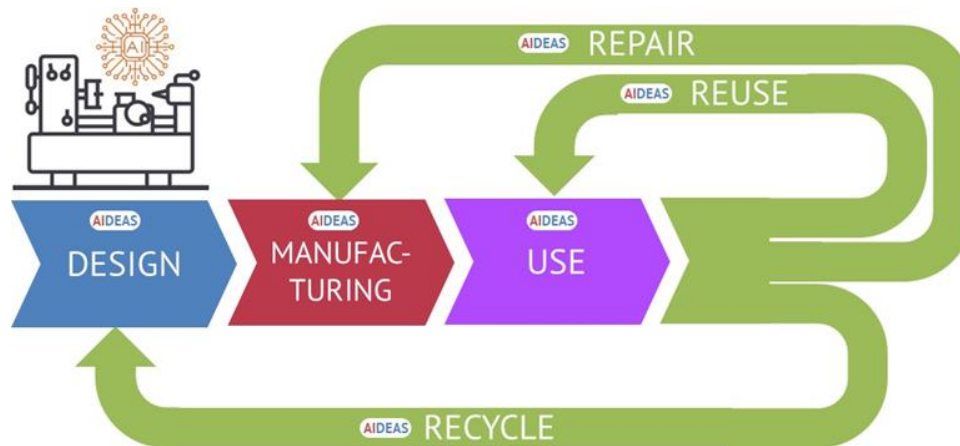 AI
AIDEAS REPAIR
AIDEAS REUSE
AIDEAS
DESIGN
AIDEAS
MANUFAC-
TURING
AIDEAS
USE
AIDEAS RECYCLE